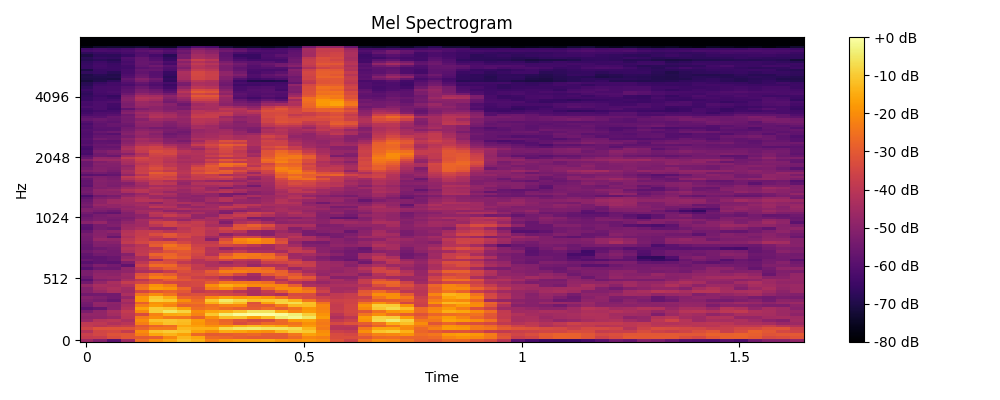 Mel Spectrogram
Hz
4096
2048
1024
512
0
0 0.5 1 1.5
Time
+0 dB
-10 dB
-20 dB
-30 dB
-40 dB
-50 dB
-60 dB
-70 dB
-80 dB